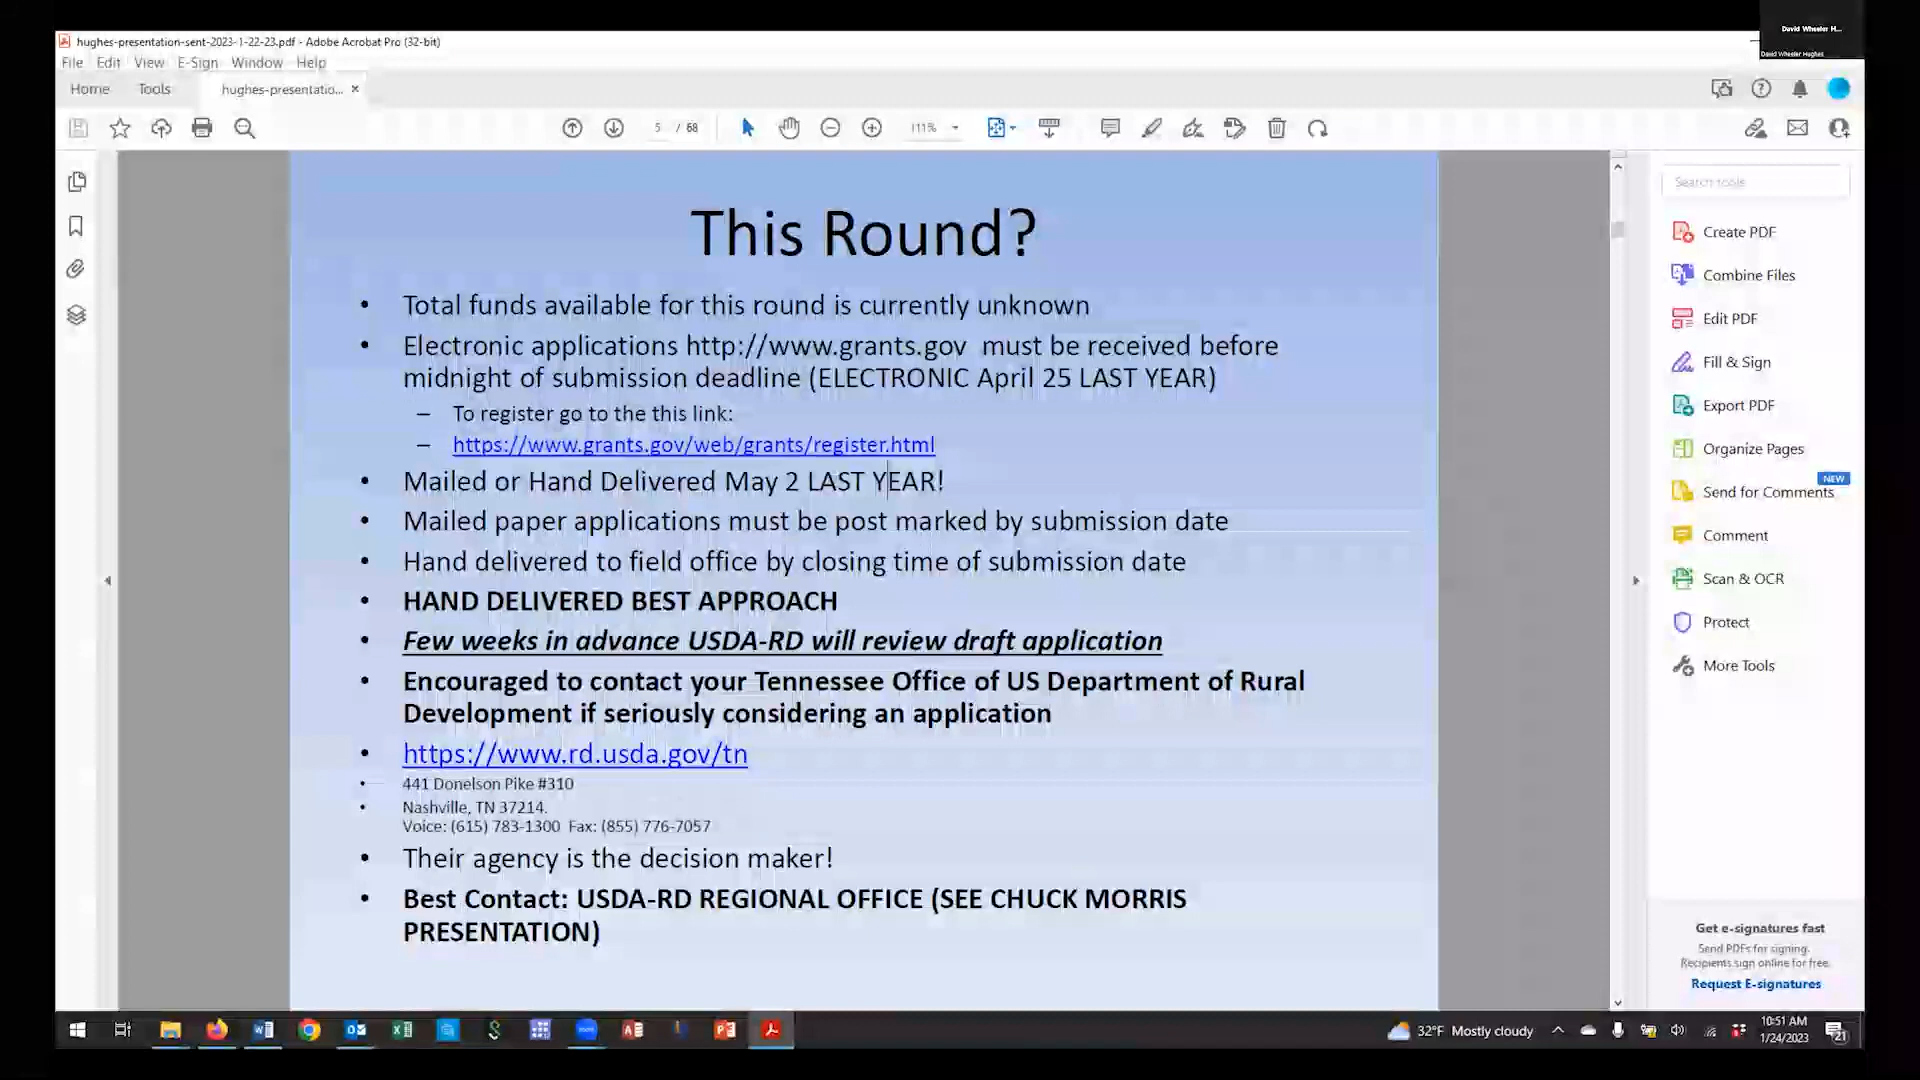 David Wheeler H...
David Wheeler Hughes
hughes-presentation-sent-2023-1-22-23.pdf - Adobe Acrobat Pro (32-bit)
File Edit View E-Sign Window Help
Home Tools hughes-presentatio... ×
5 / 68 111%
Search tools
This Round?
• Total funds available for this round is currently unknown
• Electronic applications http://www.grants.gov must be received before
midnight of submission deadline (ELECTRONIC April 25 LAST YEAR)
– To register go to the this link:
– https://www.grants.gov/web/grants/register.html
• Mailed or Hand Delivered May 2 LAST YEAR!
• Mailed paper applications must be post marked by submission date
• Hand delivered to field office by closing time of submission date
• HAND DELIVERED BEST APPROACH
• Few weeks in advance USDA-RD will review draft application
• Encouraged to contact your Tennessee Office of US Department of Rural
Development if seriously considering an application
• https://www.rd.usda.gov/tn
• 441 Donelson Pike #310
• Nashville, TN 37214.
Voice: (615) 783-1300 Fax: (855) 776-7057
• Their agency is the decision maker!
• Best Contact: USDA-RD REGIONAL OFFICE (SEE CHUCK MORRIS
PRESENTATION)
Create PDF
Combine Files
Edit PDF
Fill & Sign
Export PDF
Organize Pages
NEW
Send for Comments
Comment
Scan & OCR
Protect
More Tools
Get e-signatures fast
Send PDFs for signing.
Recipients sign online for free.
Request E-signatures
32°F Mostly cloudy
10:51 AM
1/24/2023
21